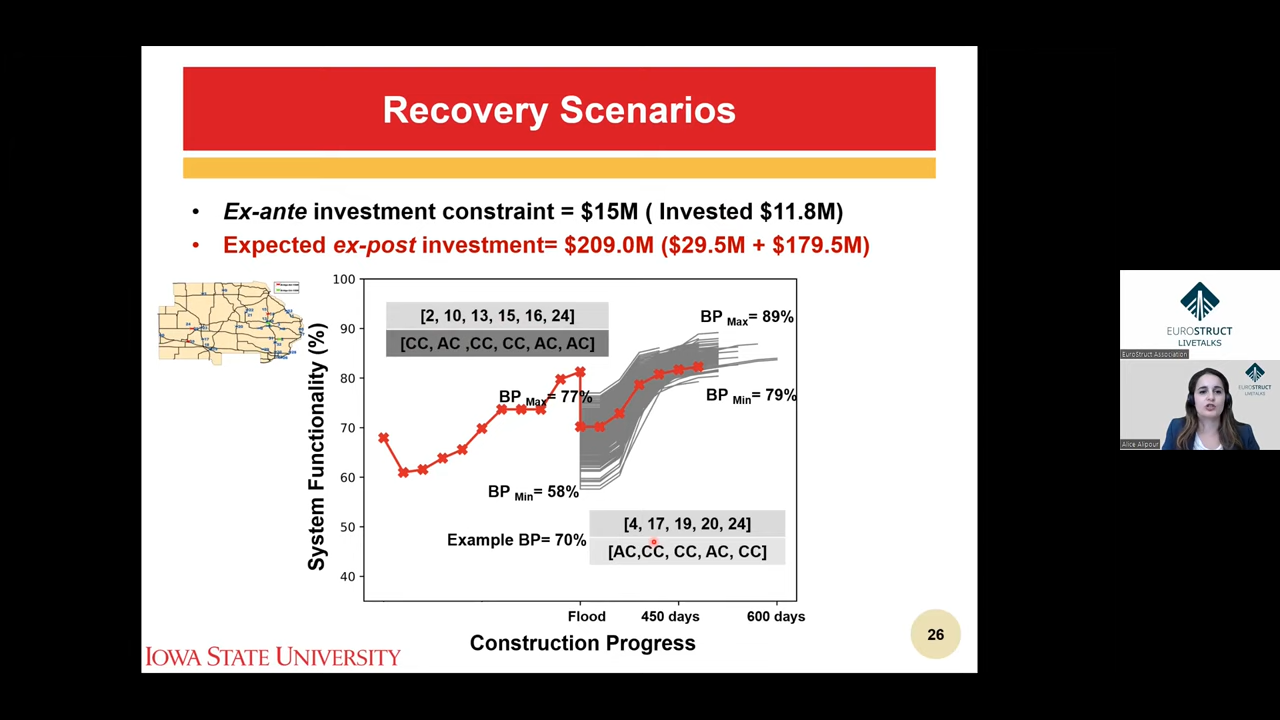 Recovery Scenarios
• Ex-ante investment constraint = $15M ( Invested $11.8M)
• Expected ex-post investment= $209.0M ($29.5M + $179.5M)
System Functionality (%)
100
90
80
70
60
50
40
[2, 10, 13, 15, 16, 24]
[CC, AC ,CC, CC, AC, AC]
BP Max= 89%
BP Max= 77%
BP Min= 79%
BP Min= 58%
Example BP= 70%
[4, 17, 19, 20, 24]
[AC,CC, CC, AC, CC]
Flood
450 days
600 days
Construction Progress
IOWA STATE UNIVERSITY
26
EUROSTRUCT
LIVETALKS
EuroStruct Association
EUROSTRUCT
LIVETALKS
Alice Alipour